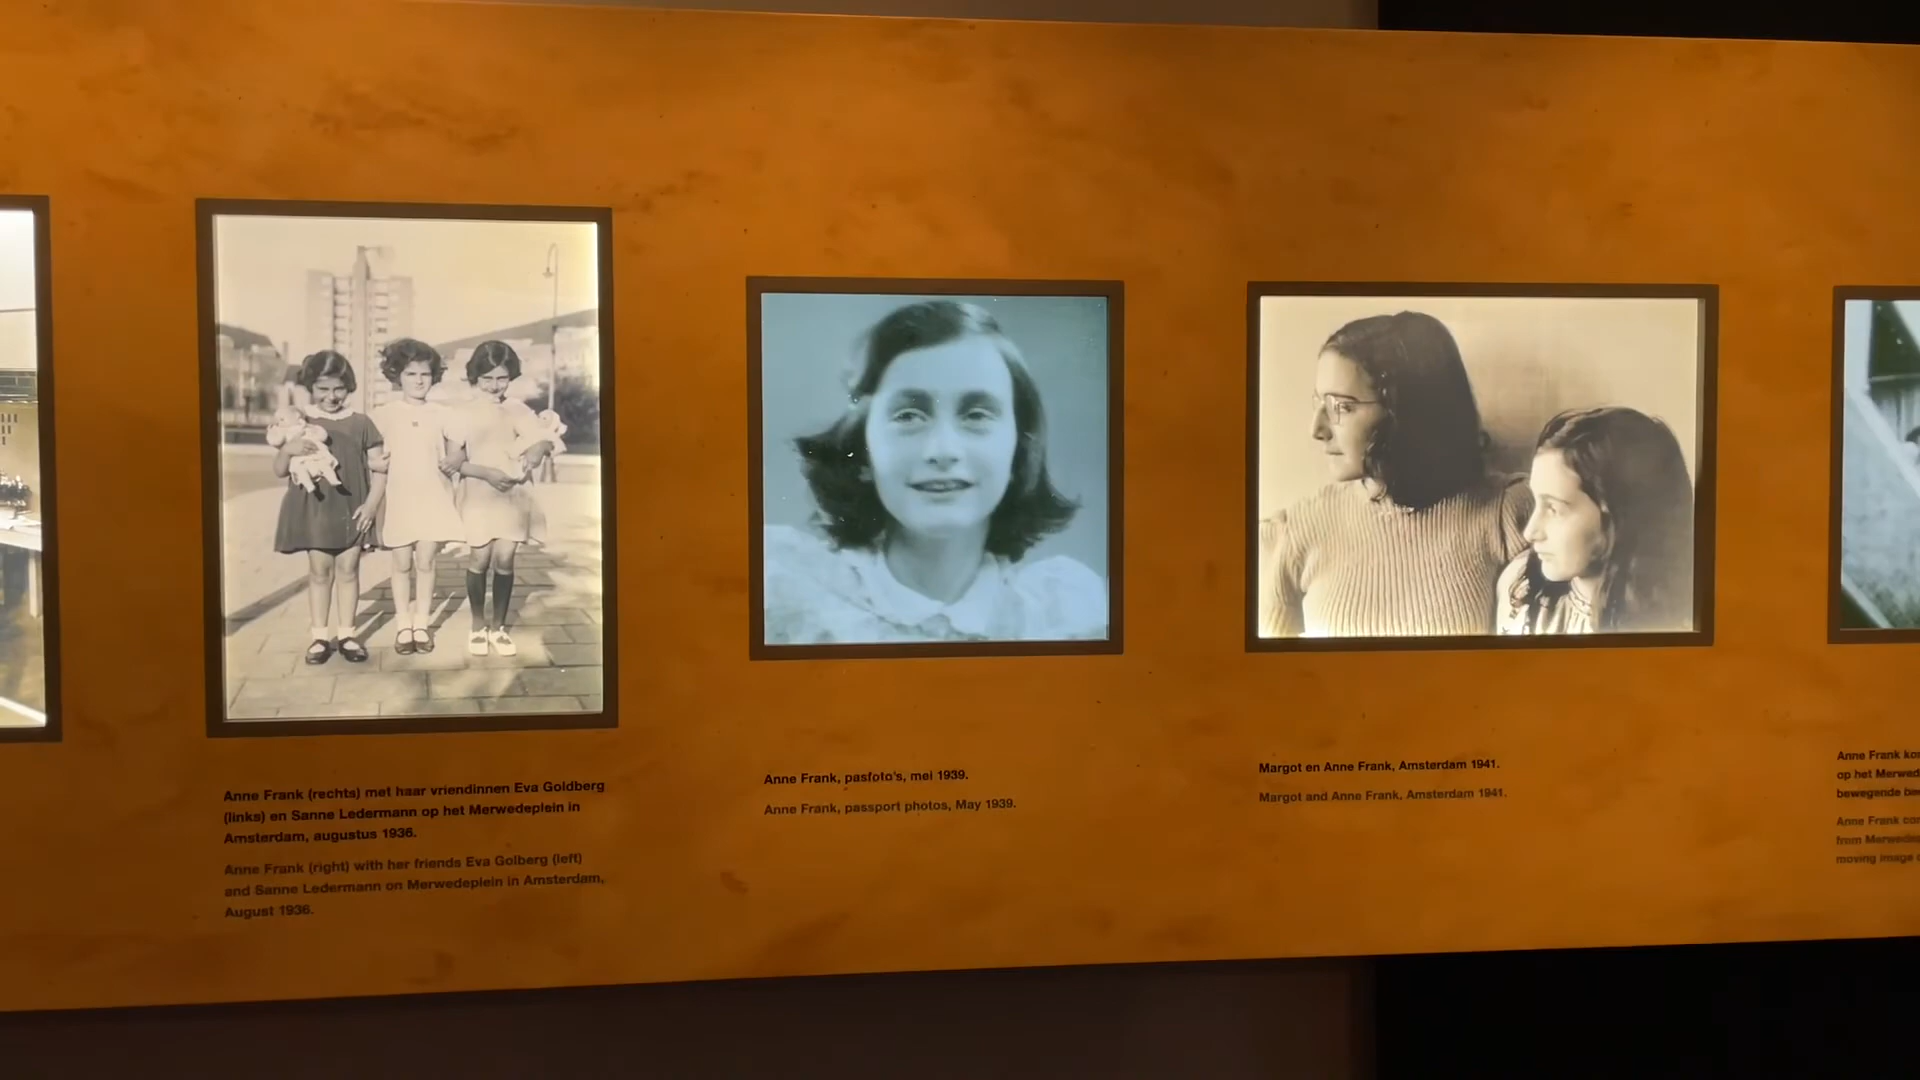 Anne Frank (rechts) met haar vriendinnen Eva Goldberg
(links) en Sanne Ledermann op het Merwedeplein in
Amsterdam, augustus 1936.
Anne Frank (right) with her friends Eva Golberg (left)
and Sanne Ledermann on Merwedeplein in Amsterdam,
August 1936.
Anne Frank, pasfoto's, mei 1939.
Anne Frank, passport photos, May 1939.
Margot en Anne Frank, Amsterdam 1941.
Margot and Anne Frank, Amsterdam 1941.
Anne Frank
op het
bewegende
Anne Frank
from
moving image